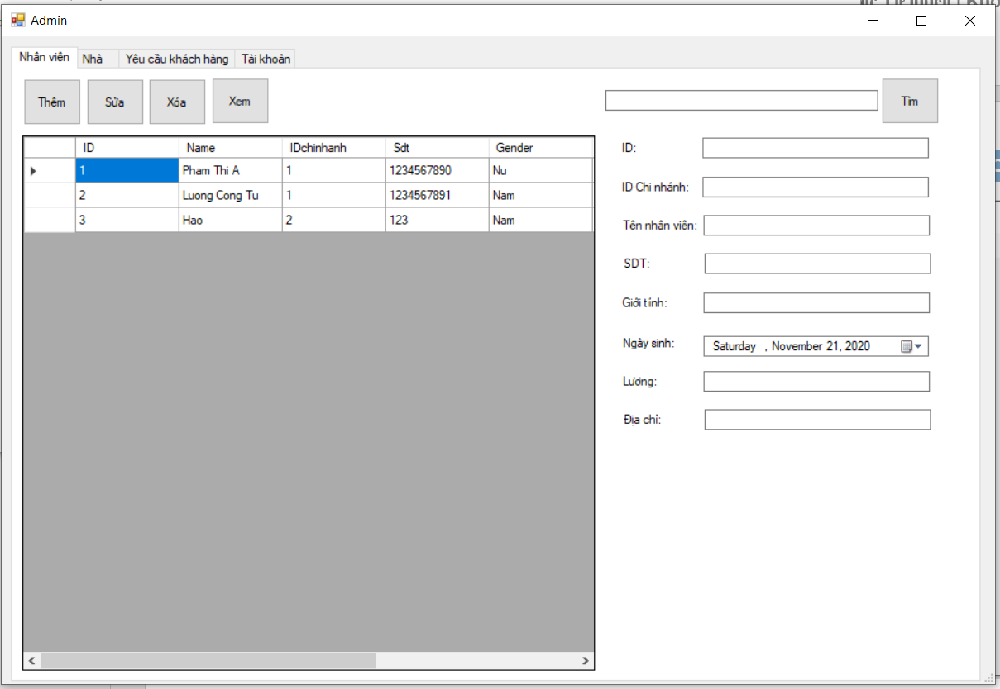 Admin
Nhân viên Nhà Yêu cầu khách hàng Tài khoản
Thêm Sửa Xóa Xem Tìm
ID Name IDchinhanh Sdt Gender
1 Pham Thi A 1 1234567890 Nu
2 Luong Cong Tu 1 1234567891 Nam
3 Hao 2 123 Nam
ID:
ID Chi nhánh:
Tên nhân viên:
SDT:
Giới tính:
Ngày sinh: Saturday , November 21, 2020
Lương:
Địa chỉ: